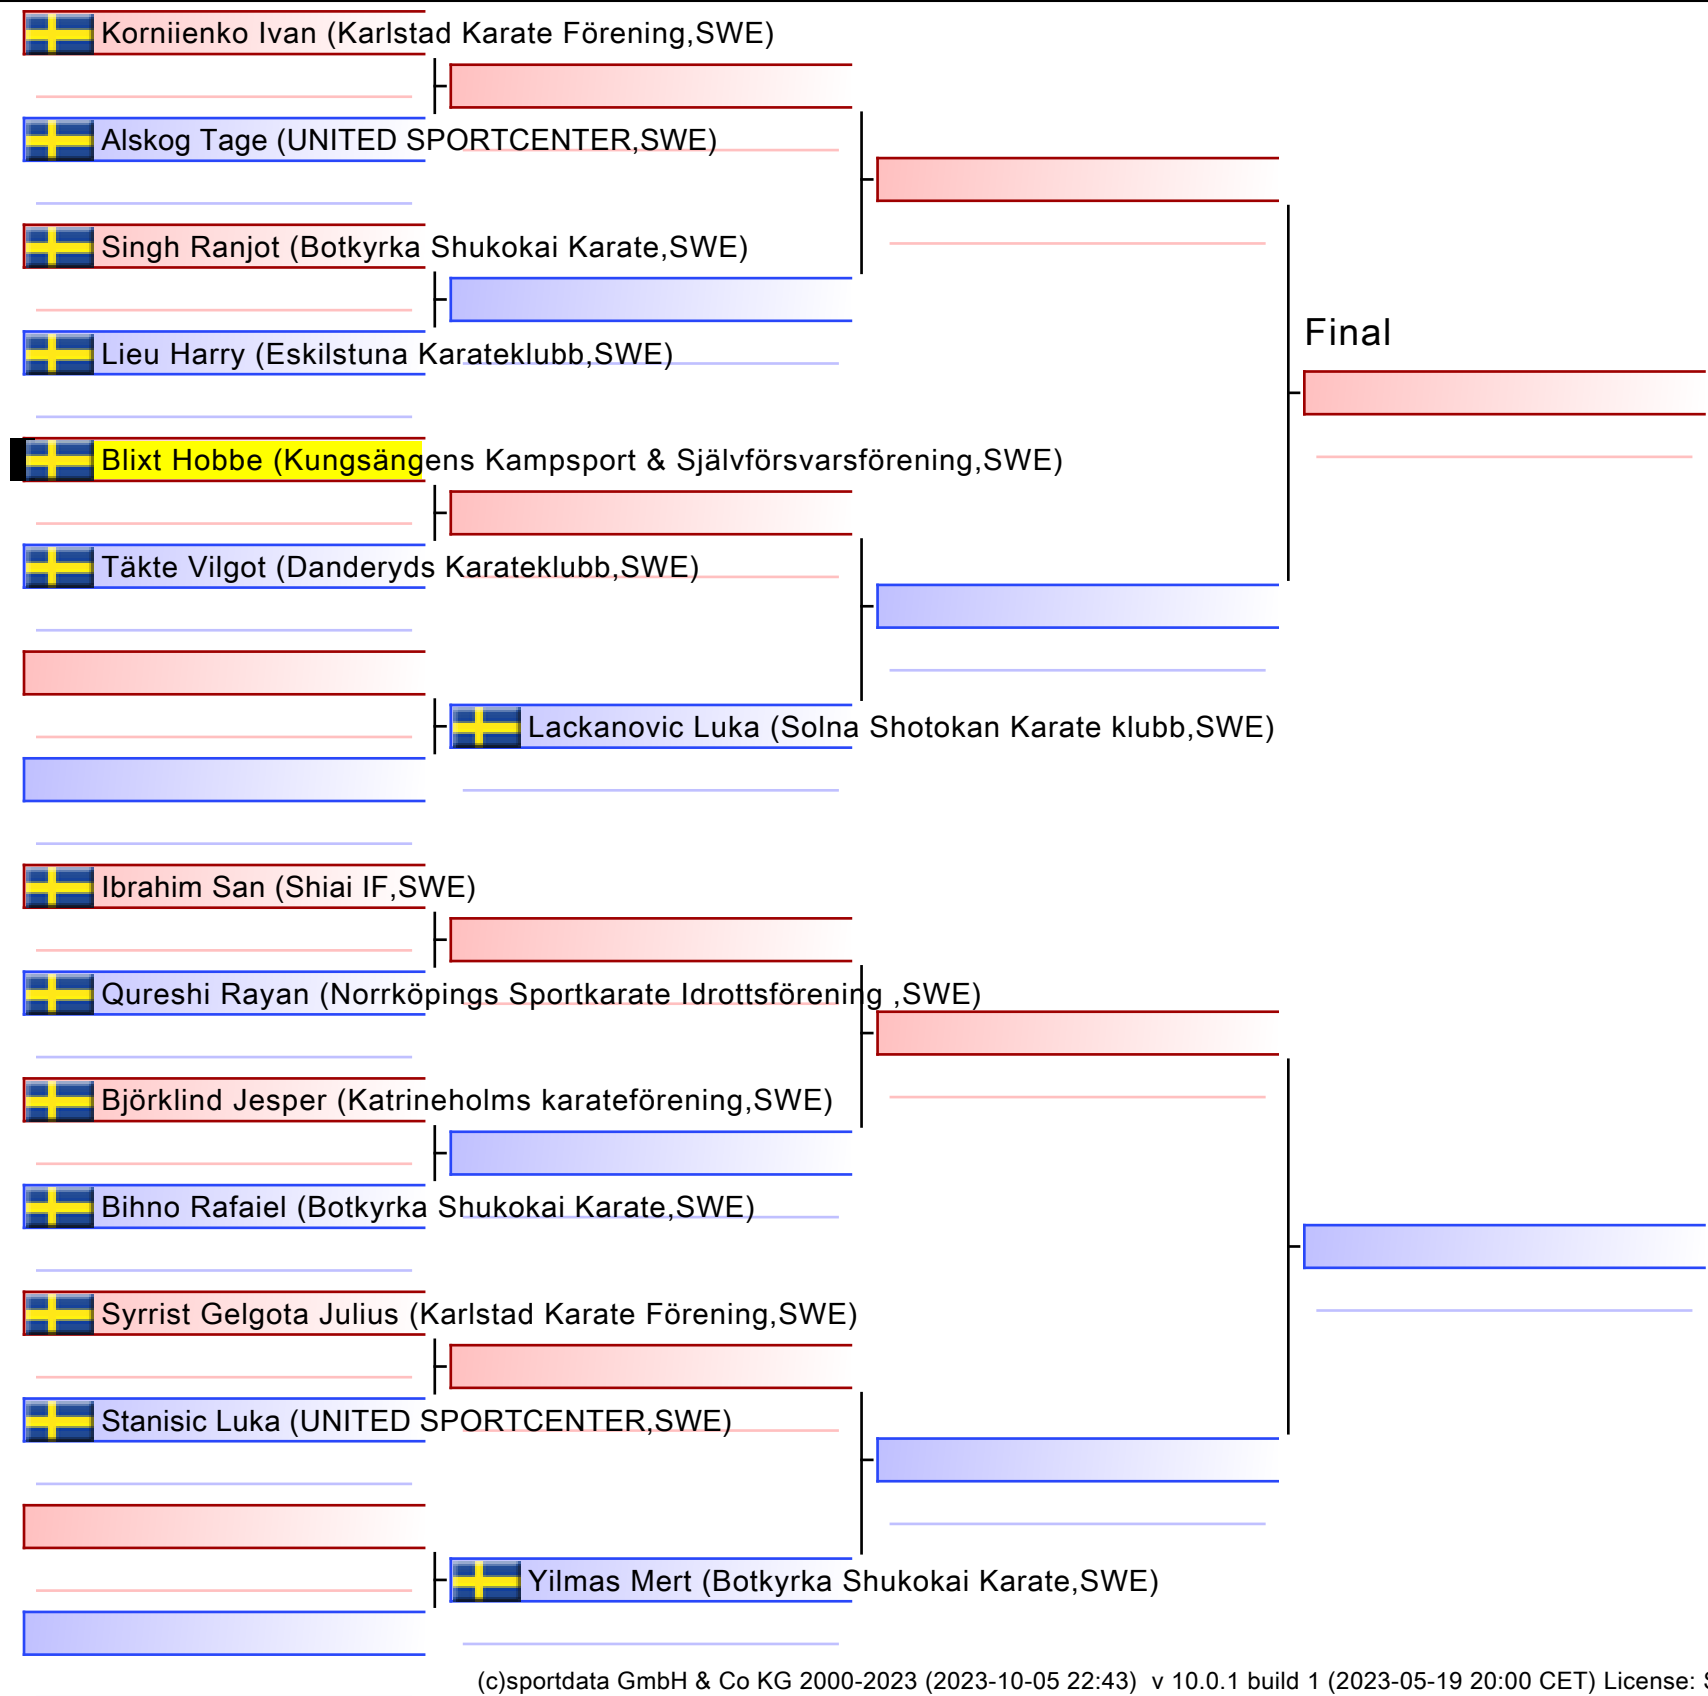 Korniienko Ivan (Karlstad Karate Förening,SWE)
Alskog Tage (UNITED SPORTCENTER,SWE)
Singh Ranjot (Botkyrka Shukokai Karate,SWE)
Final
Lieu Harry (Eskilstuna Karateklubb,SWE)
Blixt Hobbe (Kungsängens Kampsport & Självförsvarsförening,SWE)
Täkte Vilgot (Danderyds Karateklubb,SWE)
Lackanovic Luka (Solna Shotokan Karate klubb,SWE)
Ibrahim San (Shiai IF,SWE)
Qureshi Rayan (Norrköpings Sportkarate Idrottsförening ,SWE)
Björklind Jesper (Katrineholms karateförening,SWE)
Bihno Rafaiel (Botkyrka Shukokai Karate,SWE)
Syrrist Gelgota Julius (Karlstad Karate Förening,SWE)
Stanisic Luka (UNITED SPORTCENTER,SWE)
Yilmas Mert (Botkyrka Shukokai Karate,SWE)
(c)sportdata GmbH & Co KG 2000-2023 (2023-10-05 22:43) v 10.0.1 build 1 (2023-05-19 20:00 CET) License: